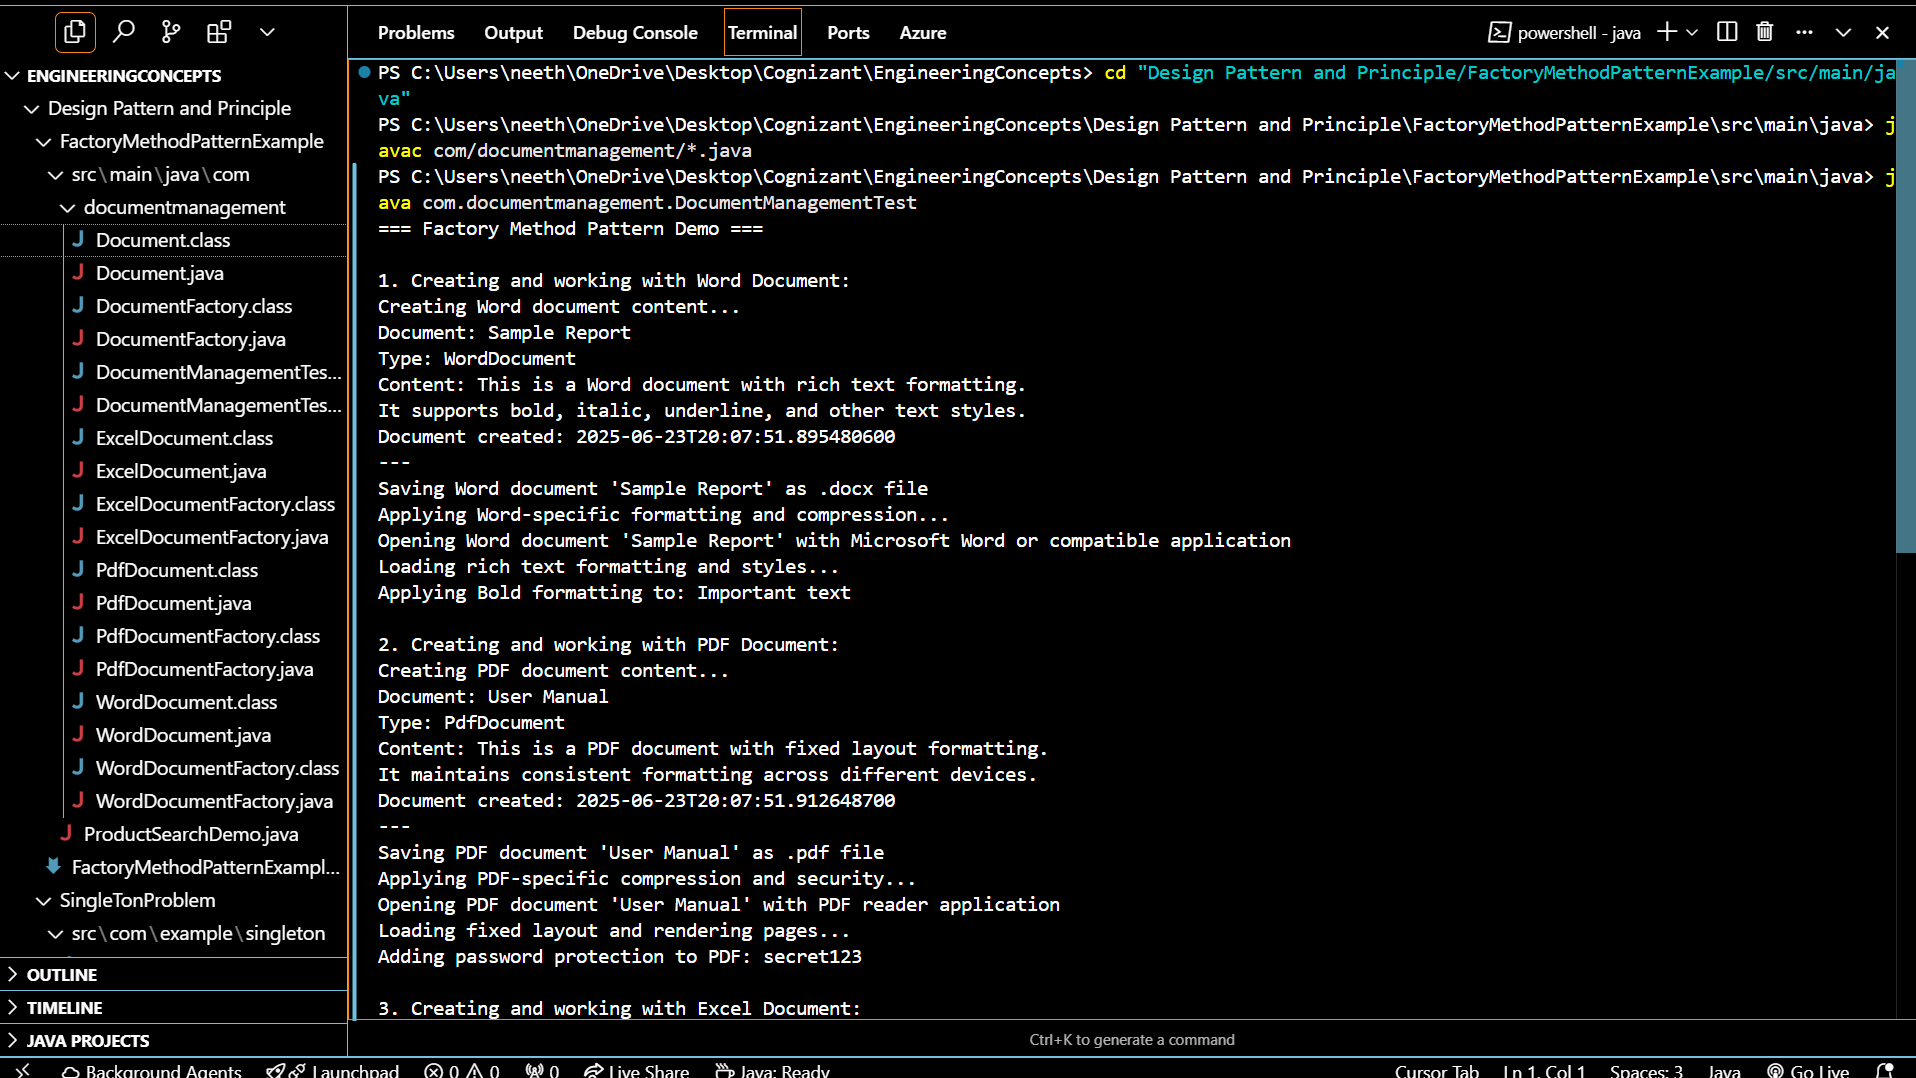 Problems Output Debug Console Terminal Ports Azure powershell - java
ENGINEERINGCONCEPTS
Design Pattern and Principle
FactoryMethodPatternExample
src\main\java\com
documentmanagement
Document.class
Document.java
DocumentFactory.class
DocumentFactory.java
DocumentManagementTes...
DocumentManagementTes...
ExcelDocument.class
ExcelDocument.java
ExcelDocumentFactory.class
ExcelDocumentFactory.java
PdfDocument.class
PdfDocument.java
PdfDocumentFactory.class
PdfDocumentFactory.java
WordDocument.class
WordDocument.java
WordDocumentFactory.class
WordDocumentFactory.java
ProductSearchDemo.java
FactoryMethodPatternExampl...
SingleTonProblem
src\com\example\singleton
OUTLINE
TIMELINE
JAVA PROJECTS
PS C:\Users\neeth\OneDrive\Desktop\Cognizant\EngineeringConcepts> cd "Design Pattern and Principle/FactoryMethodPatternExample/src/main/ja
va"
PS C:\Users\neeth\OneDrive\Desktop\Cognizant\EngineeringConcepts\Design Pattern and Principle\FactoryMethodPatternExample\src\main\java> j
avac com/documentmanagement/*.java
PS C:\Users\neeth\OneDrive\Desktop\Cognizant\EngineeringConcepts\Design Pattern and Principle\FactoryMethodPatternExample\src\main\java> j
ava com.documentmanagement.DocumentManagementTest
=== Factory Method Pattern Demo ===
1. Creating and working with Word Document:
Creating Word document content...
Document: Sample Report
Type: WordDocument
Content: This is a Word document with rich text formatting.
It supports bold, italic, underline, and other text styles.
Document created: 2025-06-23T20:07:51.895480600
---
Saving Word document 'Sample Report' as .docx file
Applying Word-specific formatting and compression...
Opening Word document 'Sample Report' with Microsoft Word or compatible application
Loading rich text formatting and styles...
Applying Bold formatting to: Important text
2. Creating and working with PDF Document:
Creating PDF document content...
Document: User Manual
Type: PdfDocument
Content: This is a PDF document with fixed layout formatting.
It maintains consistent formatting across different devices.
Document created: 2025-06-23T20:07:51.912648700
---
Saving PDF document 'User Manual' as .pdf file
Applying PDF-specific compression and security...
Opening PDF document 'User Manual' with PDF reader application
Loading fixed layout and rendering pages...
Adding password protection to PDF: secret123
3. Creating and working with Excel Document:
Ctrl+K to generate a command
Background Agents Launchpad 0 0 0 Live Share Java: Ready Cursor Tab Ln 1, Col 1 Spaces: 3 Java Go Live